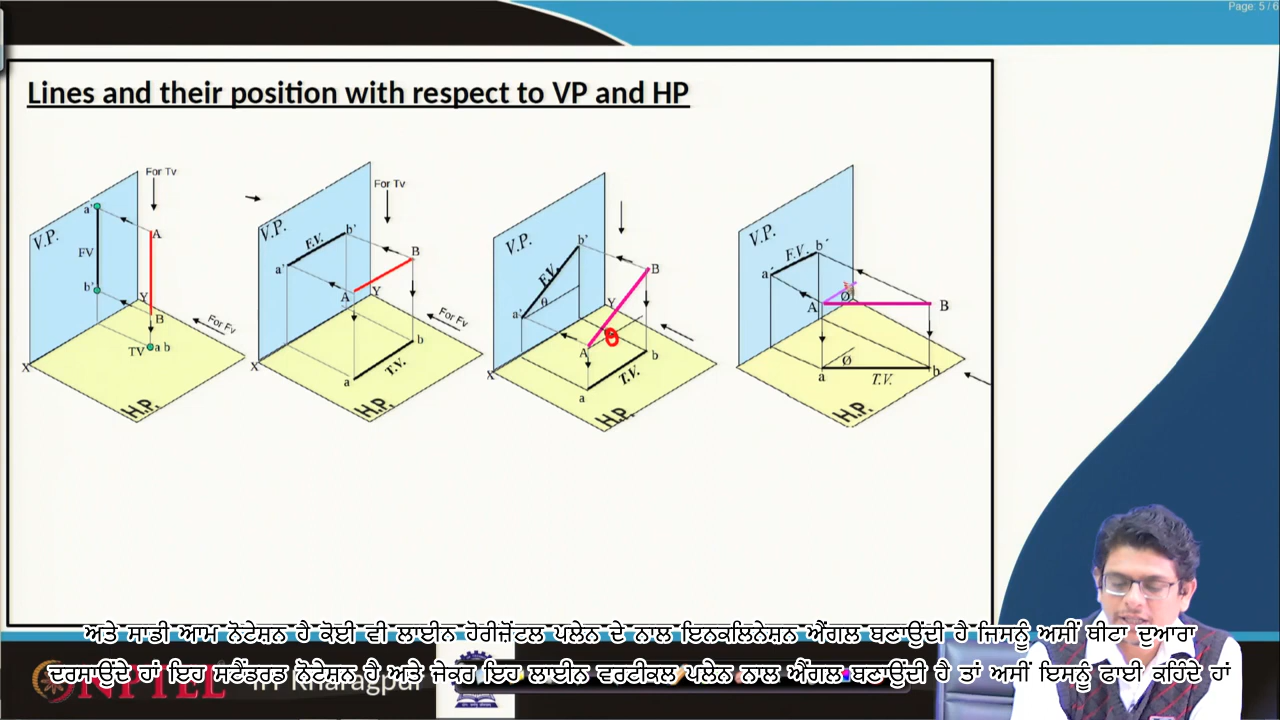 Page: 5 / 6
Lines and their position with respect to VP and HP
For Tv
a'
V.P.
A
FV
b'
Y
B
For Fv
TV a b
X
H.P.
For Tv
V.P.
F.V.
b'
B
a'
A
Y
For Fv
b
X
a
T.V.
H.P.
V.P.
b'
B
F.V.
θ
Y
a'
θ
A
b
X
T.V.
a
H.P.
V.P.
F.V.
b'
a'
Ø
A
B
Ø
a
T.V.
b
H.P.
ਅਤੇ ਸਾਡੀ ਆਮ ਨੋਟੇਸ਼ਨ ਹੈ ਕੋਈ ਵੀ ਲਾਈਨ ਹੋਰੀਜ਼ੋਂਟਲ ਪਲੇਨ ਦੇ ਨਾਲ ਇਨਕਲਿਨੇਸ਼ਨ ਐਂਗਲ ਬਣਾਉਂਦੀ ਹੈ ਜਿਸਨੂੰ ਅਸੀਂ ਥੀਟਾ ਦੁਆਰਾ
ਦਰਸਾਉਂਦੇ ਹਾਂ ਇਹ ਸਟੈਂਡਰਡ ਨੋਟੇਸ਼ਨ ਹੈ ਅਤੇ ਜੇਕਰ ਇਹ ਲਾਈਨ ਵਰਟੀਕਲ ਪਲੇਨ ਨਾਲ ਐਂਗਲ ਬਣਾਉਂਦੀ ਹੈ ਤਾਂ ਅਸੀਂ ਇਸਨੂੰ ਫਾਈ ਕਹਿੰਦੇ ਹਾਂ
NPTEL IIT Kharagpur